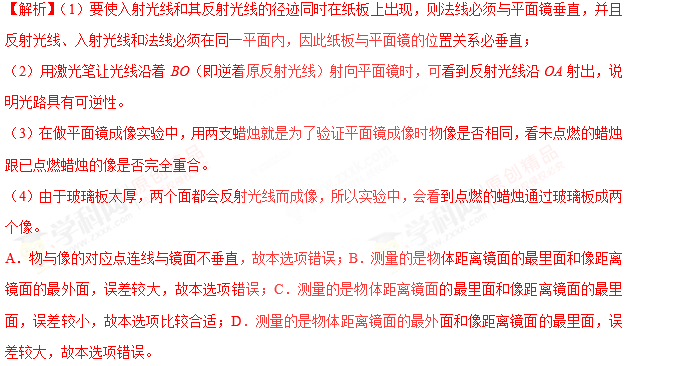 【解析】（1）要使入射光线和其反射光线的径迹同时在纸板上出现，则法线必须与平面镜垂直，并且
反射光线、入射光线和法线必须在同一平面内，因此纸板与平面镜的位置关系必垂直；
（2）用激光笔让光线沿着 BO（即逆着原反射光线）射向平面镜时，可看到反射光线沿 OA 射出，说
明光路具有可逆性。
（3）在做平面镜成像实验中，用两支蜡烛就是为了验证平面镜成像时物像是否相同，看未点燃的蜡烛
跟已点燃蜡烛的像是否完全重合。
（4）由于玻璃板太厚，两个面都会反射光线而成像，所以实验中，会看到点燃的蜡烛通过玻璃板成两
个像。
A．物与像的对应点连线与镜面不垂直，故本选项错误；B．测量的是物体距离镜面的最里面和像距离
镜面的最外面，误差较大，故本选项错误；C．测量的是物体距离镜面的最里面和像距离镜面的最里
面，误差较小，故本选项比较合适；D．测量的是物体距离镜面的最外面和像距离镜面的最里面，误
差较大，故本选项错误。